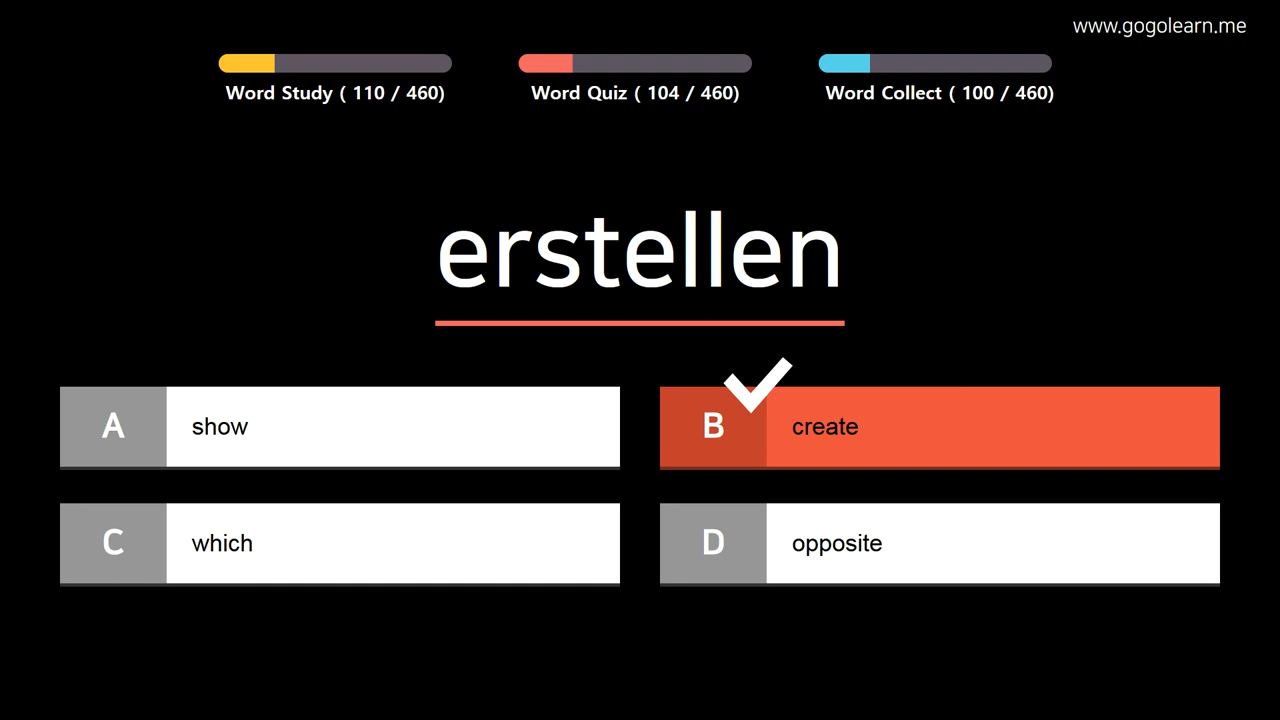 www.gogolearn.me
Word Study ( 110 / 460)
Word Quiz ( 104 / 460)
Word Collect ( 100 / 460)
erstellen
A show
B create
C which
D opposite